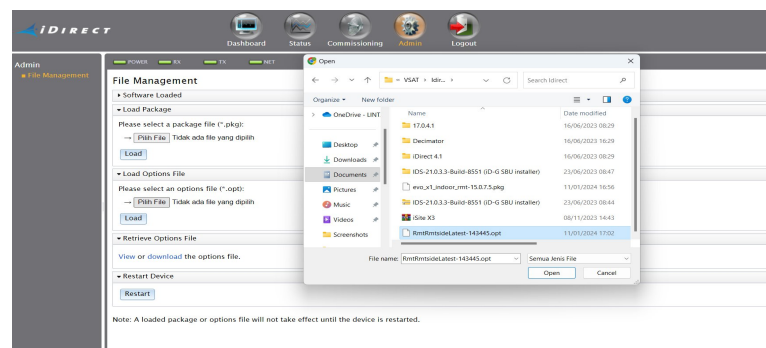 iDIRECT
Dashboard Status Commissioning Admin Logout
Admin
File Management
POWER RX TX NET
File Management
Software Loaded
Load Package
Please select a package file (*.pkg):
→ Pilih File Tidak ada file yang dipilih
Load
Load Options File
Please select an options file (*.opt):
→ Pilih File Tidak ada file yang dipilih
Load
Retrieve Options File
View or download the options file.
Restart Device
Restart
Note: A loaded package or options file will not take effect until the device is restarted.
Open
« VSAT › Idir... ›
Search Idirect
Organize New folder
OneDrive - LINT
Desktop
Downloads
Documents
Pictures
Music
Videos
Screenshots
Name Date modified
17.0.4.1 16/06/2023 08:29
Decimator 16/06/2023 16:29
iDirect 4.1 16/06/2023 08:29
IDS-21.0.3.3-Build-8551 (iD-G SBU installer) 23/06/2023 08:47
evo_x1_indoor_rmt-15.0.7.5.pkg 11/01/2024 16:56
IDS-21.0.3.3-Build-8551 (iD-G SBU installer) 23/06/2023 08:44
iSite X3 08/11/2023 14:43
RmtRmtsideLatest-143445.opt 11/01/2024 17:02
File name: RmtRmtsideLatest-143445.opt Semua Jenis File
Open Cancel